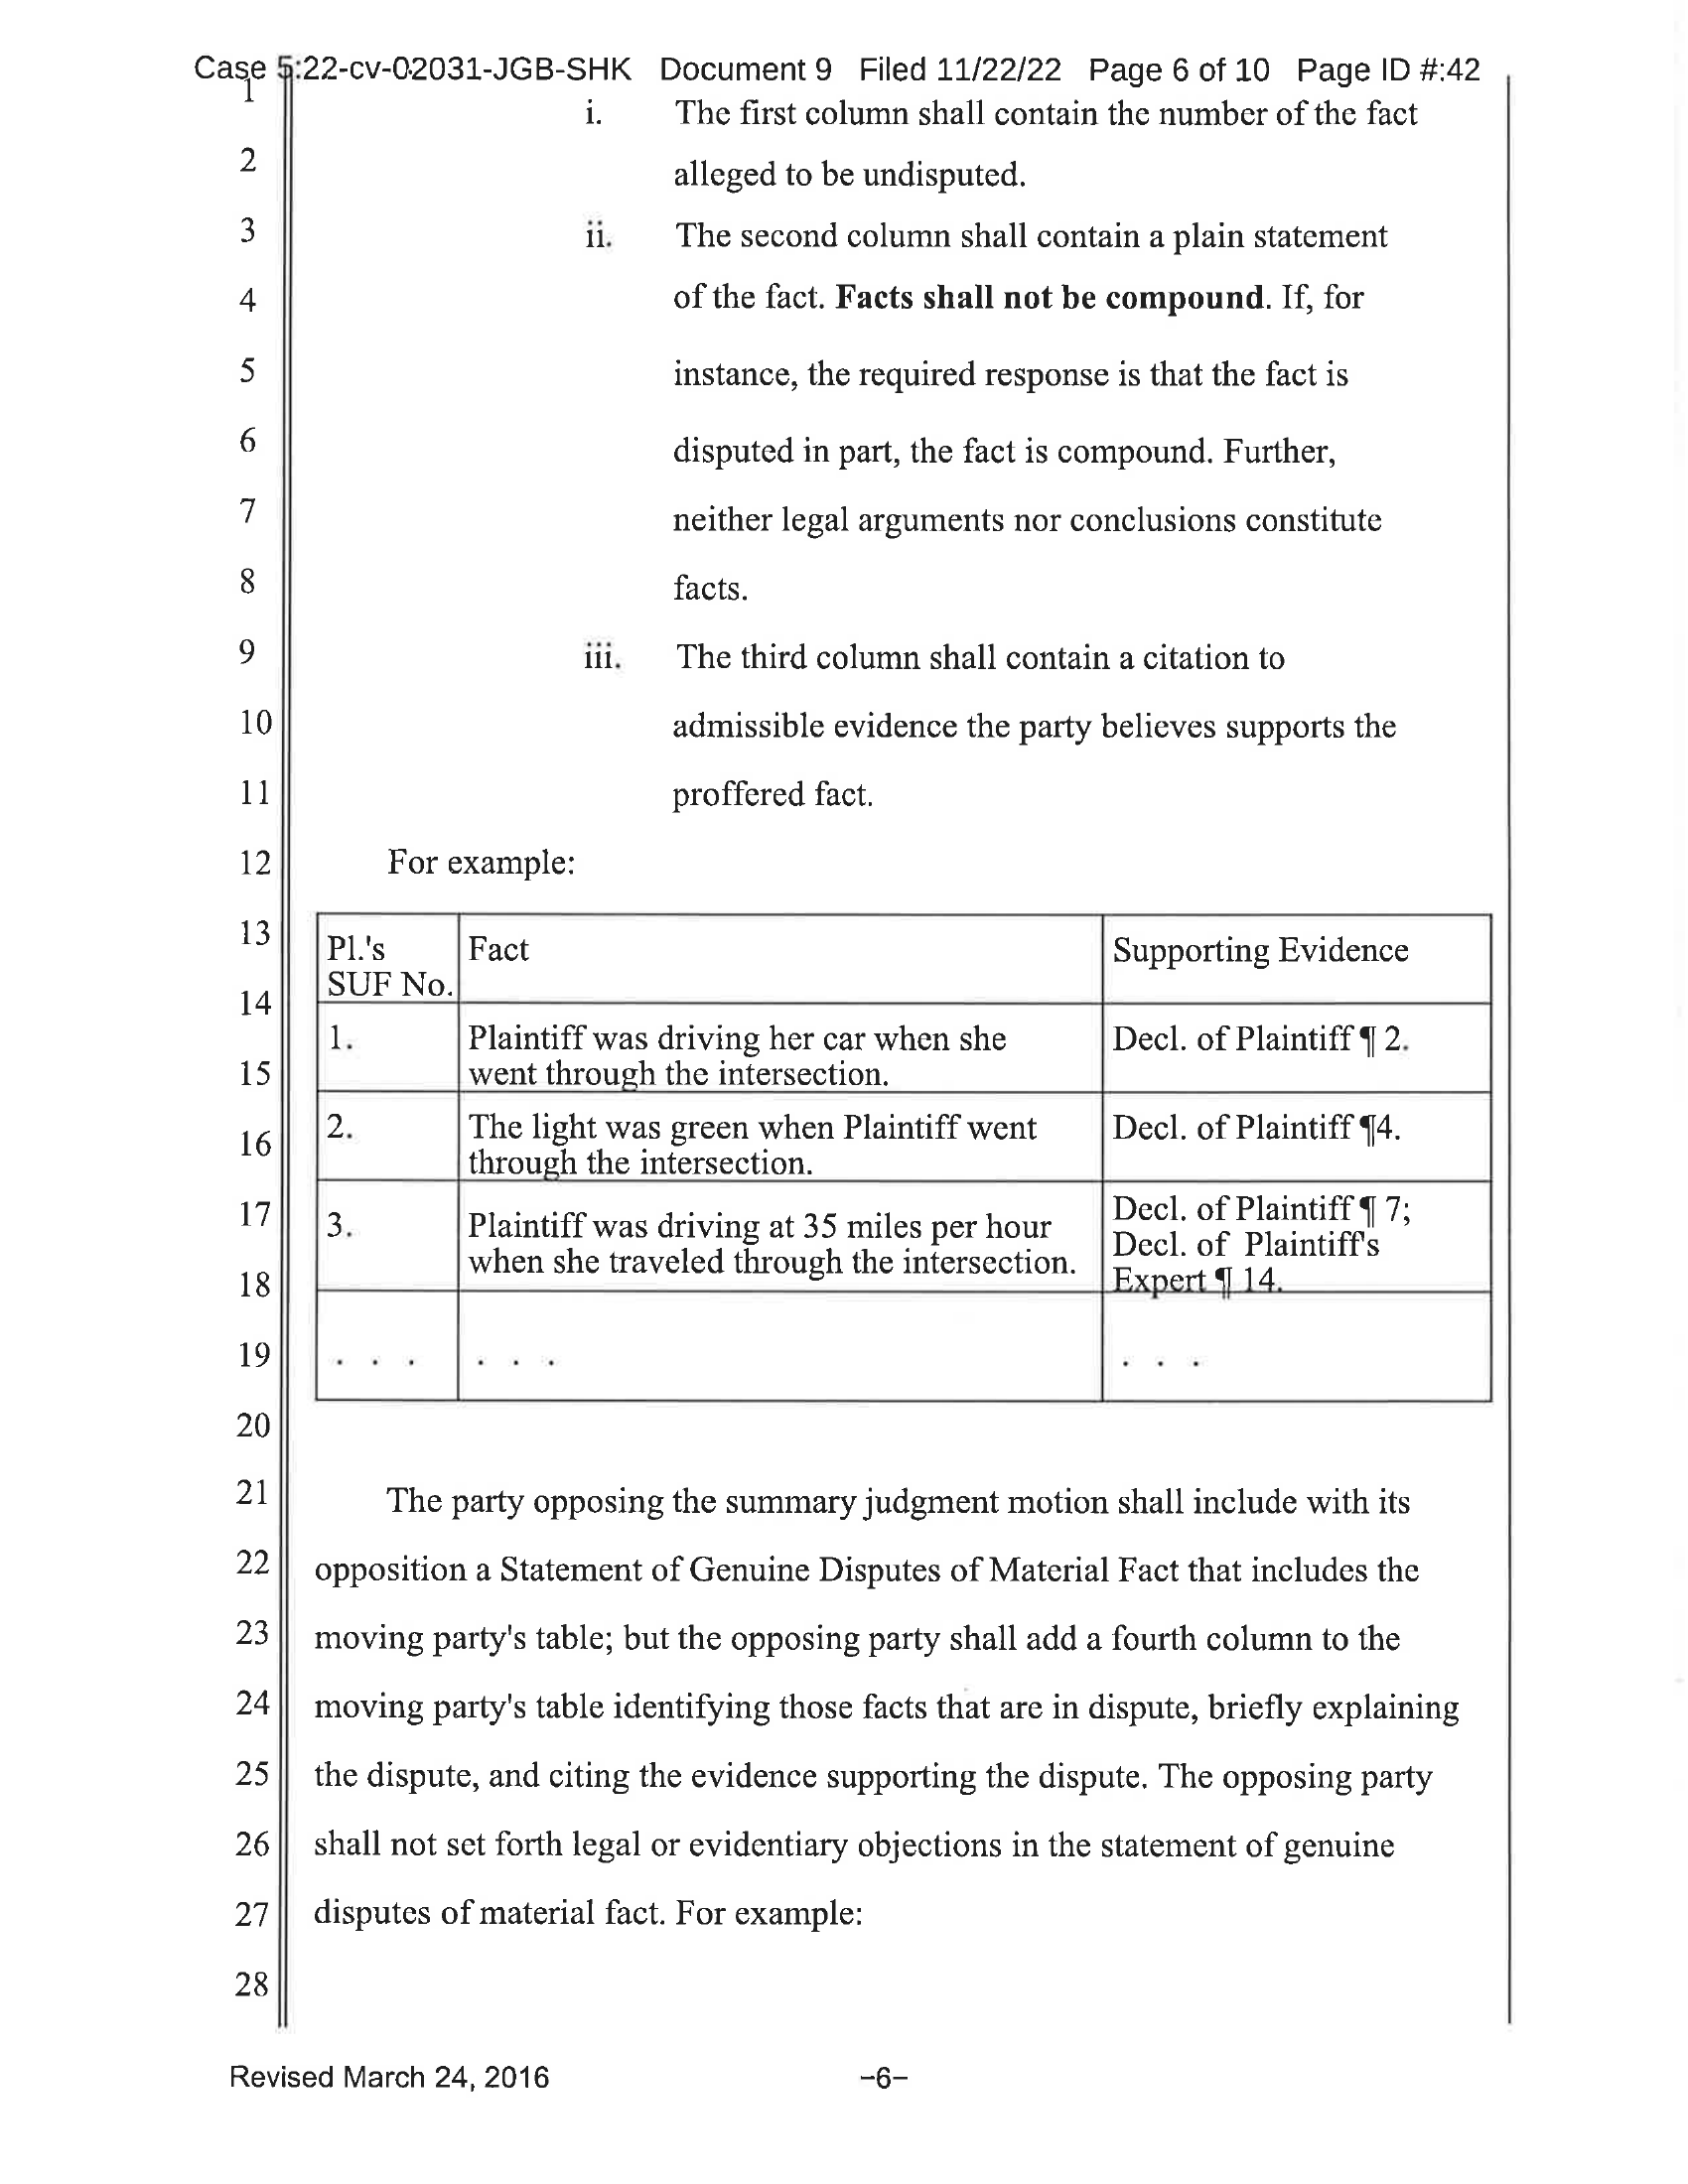 Case 5:22-cv-02031-JGB-SHK Document 9 Filed 11/22/22 Page 6 of 10 Page ID #:42
1 i. The first column shall contain the number of the fact
2 alleged to be undisputed.
3 ii. The second column shall contain a plain statement
4 of the fact. Facts shall not be compound. If, for
5 instance, the required response is that the fact is
6 disputed in part, the fact is compound. Further,
7 neither legal arguments nor conclusions constitute
8 facts.
9 iii. The third column shall contain a citation to
10 admissible evidence the party believes supports the
11 proffered fact.
12 For example:
13 Pl.'s Fact Supporting Evidence
SUF No.
14
1. Plaintiff was driving her car when she Decl. of Plaintiff ¶ 2.
15 went through the intersection.
16 2. The light was green when Plaintiff went Decl. of Plaintiff ¶4.
through the intersection.
17 3. Plaintiff was driving at 35 miles per hour Decl. of Plaintiff ¶ 7;
when she traveled through the intersection. Decl. of Plaintiff's
18 Expert ¶ 14.
19 . . . . . . . . .
20
21 The party opposing the summary judgment motion shall include with its
22 opposition a Statement of Genuine Disputes of Material Fact that includes the
23 moving party's table; but the opposing party shall add a fourth column to the
24 moving party's table identifying those facts that are in dispute, briefly explaining
25 the dispute, and citing the evidence supporting the dispute. The opposing party
26 shall not set forth legal or evidentiary objections in the statement of genuine
27 disputes of material fact. For example:
28
Revised March 24, 2016 –6–